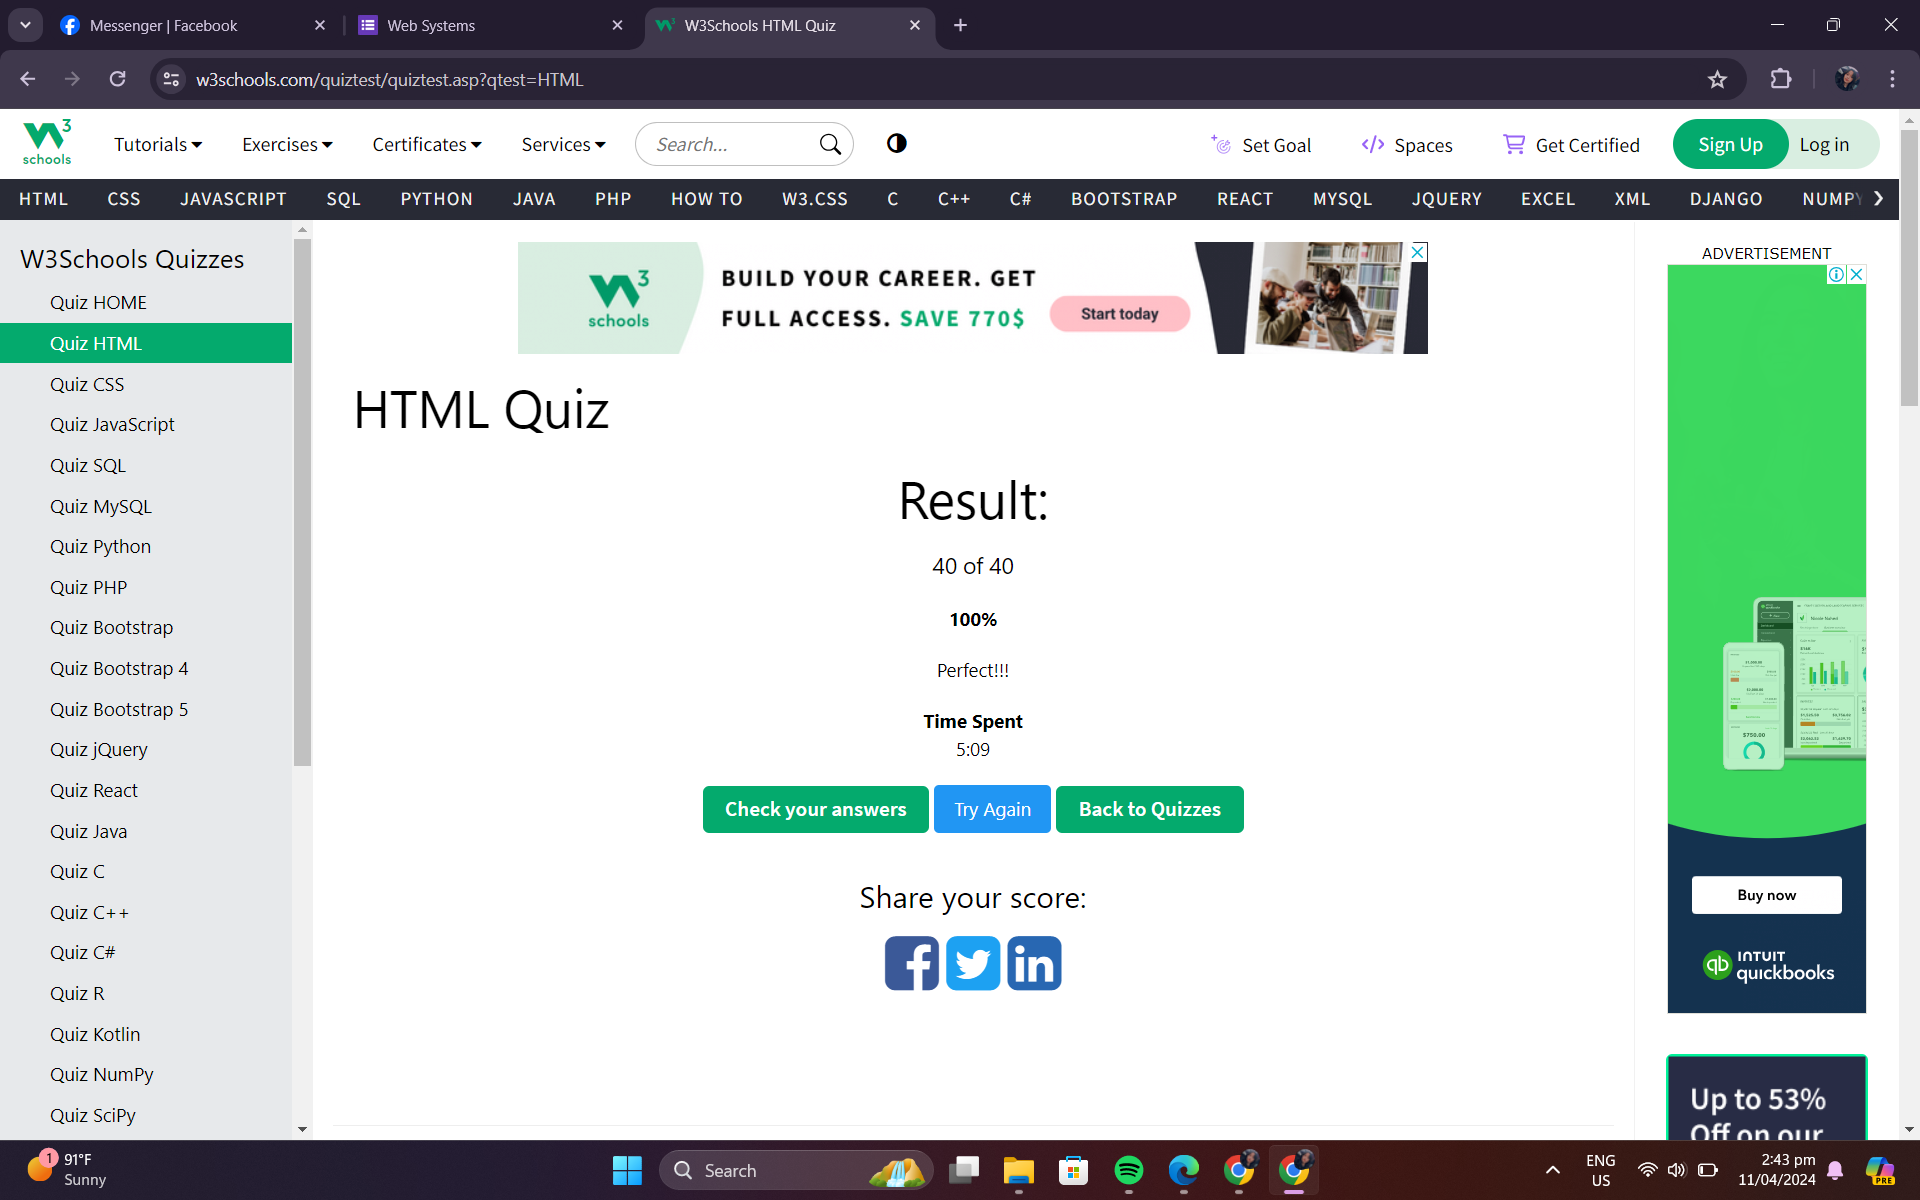 Messenger | Facebook
Web Systems
W3Schools HTML Quiz
w3schools.com/quiztest/quiztest.asp?qtest=HTML
3
schools
Tutorials
Exercises
Certificates
Services
Search...
Set Goal
Spaces
Get Certified
Sign Up
Log in
HTML CSS JAVASCRIPT SQL PYTHON JAVA PHP HOW TO W3.CSS C C++ C# BOOTSTRAP REACT MYSQL JQUERY EXCEL XML DJANGO NUMPY
W3Schools Quizzes
Quiz HOME
Quiz HTML
Quiz CSS
Quiz JavaScript
Quiz SQL
Quiz MySQL
Quiz Python
Quiz PHP
Quiz Bootstrap
Quiz Bootstrap 4
Quiz Bootstrap 5
Quiz jQuery
Quiz React
Quiz Java
Quiz C
Quiz C++
Quiz C#
Quiz R
Quiz Kotlin
Quiz NumPy
Quiz SciPy
3
schools
BUILD YOUR CAREER. GET
FULL ACCESS. SAVE 770$
Start today
HTML Quiz
Result:
40 of 40
100%
Perfect!!!
Time Spent
5:09
Check your answers
Try Again
Back to Quizzes
Share your score:
ADVERTISEMENT
Buy now
qb INTUIT
quickbooks
Up to 53%
Off on our
1
91°F
Sunny
Search
ENG
US
2:43 pm
11/04/2024
PRE